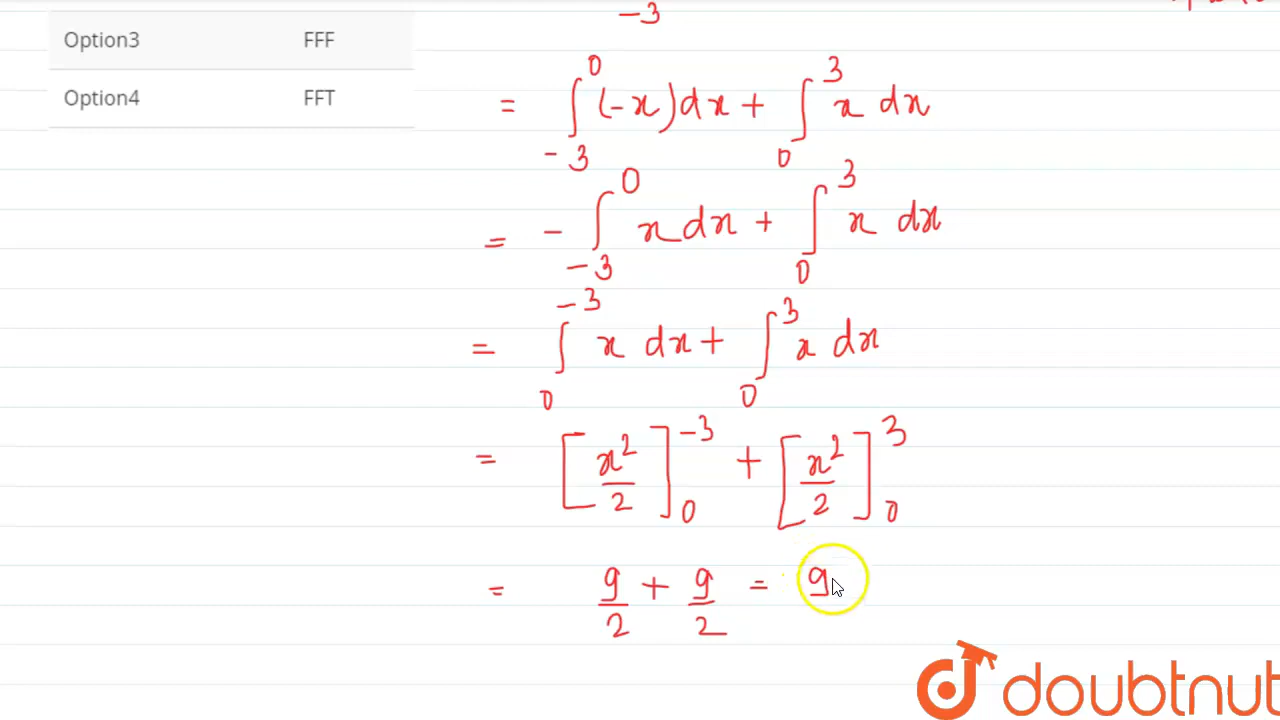 -3
Option3 FFF
Option4 FFT
= ∫_{-3}^{0} (-x) dx + ∫_{0}^{3} x dx
= - ∫_{-3}^{0} x dx + ∫_{0}^{3} x dx
= ∫_{0}^{-3} x dx + ∫_{0}^{3} x dx
= [x²/2]_{0}^{-3} + [x²/2]_{0}^{3}
= 9/2 + 9/2 = 9
doubtnut